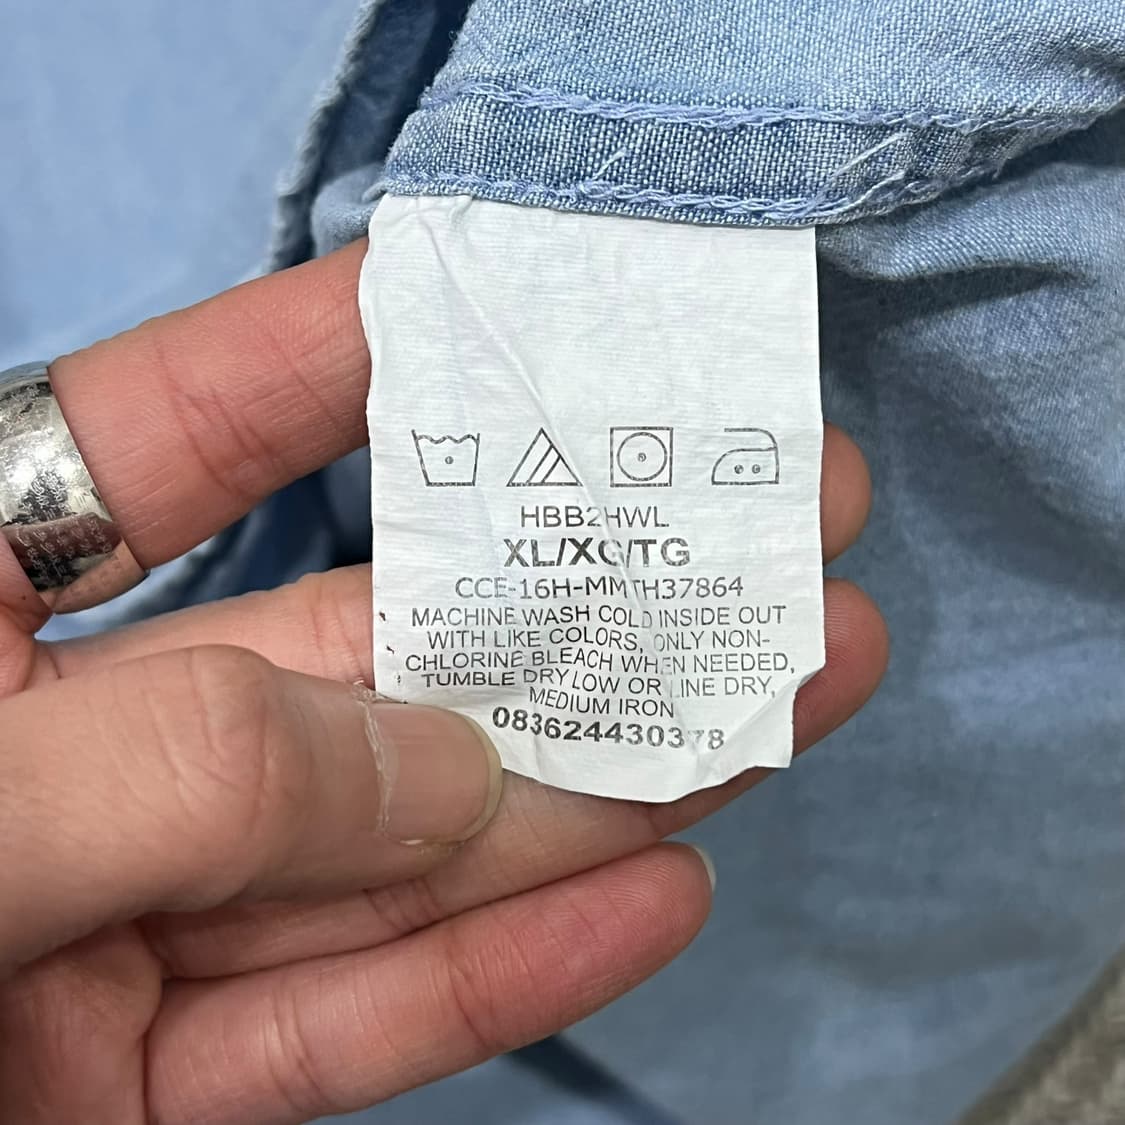 HBB2HWL
XL/XG/TG
CCE-16H-MMTH37864
MACHINE WASH COLD INSIDE OUT
WITH LIKE COLORS, ONLY NON-
CHLORINE BLEACH WHEN NEEDED,
TUMBLE DRY LOW OR LINE DRY,
MEDIUM IRON
083624430378